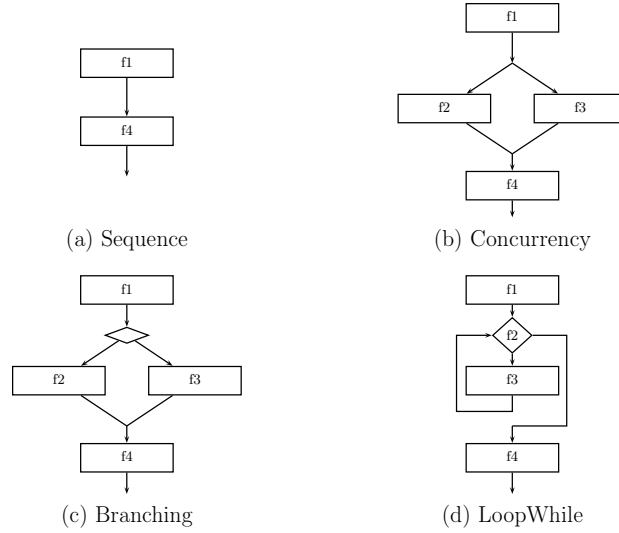 f1
f4
(a) Sequence
f1
f2
f3
f4
(b) Concurrency
f1
f2
f3
f4
(c) Branching
f1
f2
f3
f4
(d) LoopWhile